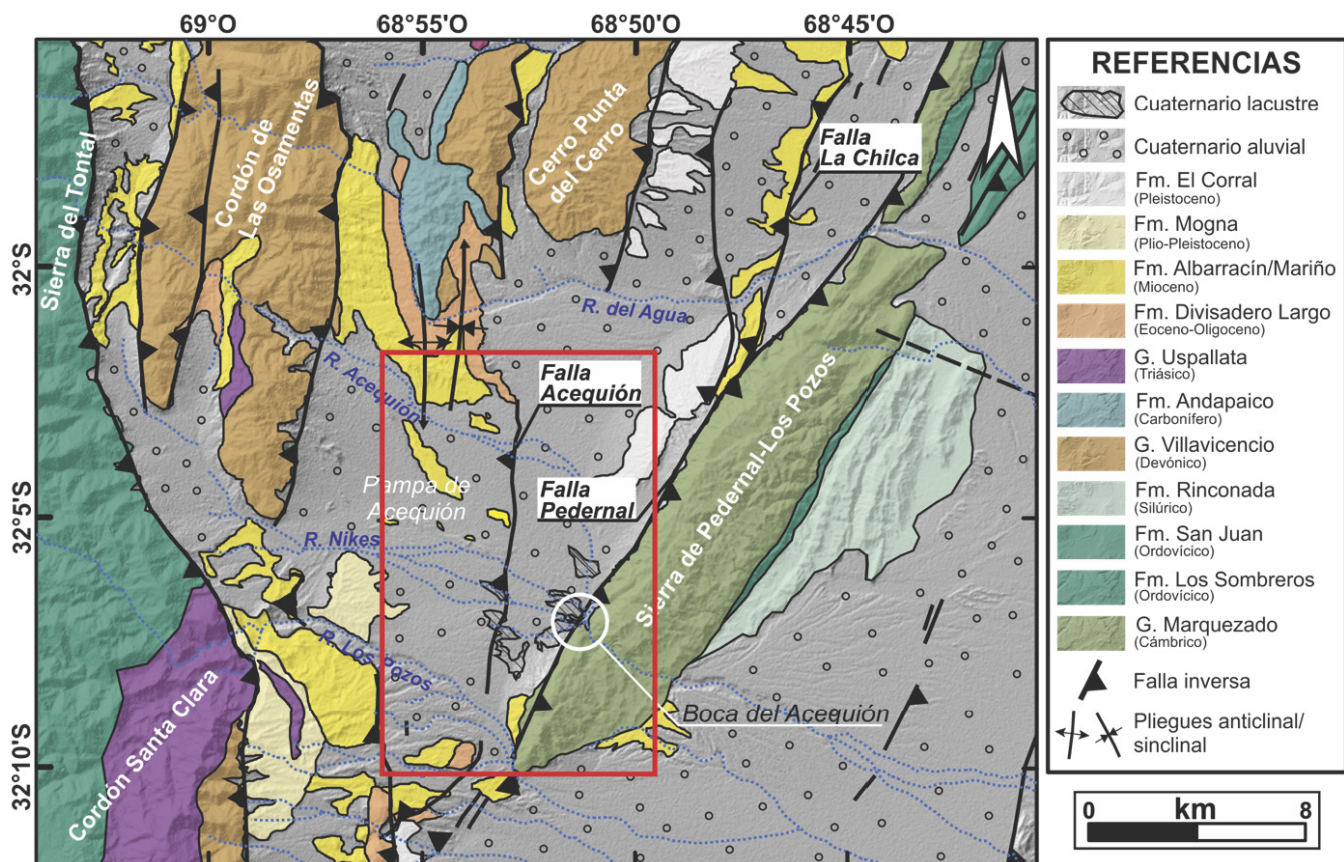 69°O
68°55'O
68°50'O
68°45'O
32°S
32°5'S
32°10'S
Sierra del Tontal
Cordón de
Las Osamentas
Cerro Punta
del Cerro
Falla
La Chilca
R. del Agua
R. Acequión
Falla
Acequión
Falla
Pedernal
Pampa de
Acequión
R. Nikes
Sierra de Pedernal-Los Pozos
R. Los Pozos
Cordón Santa Clara
Boca del Acequión
REFERENCIAS
Cuaternario lacustre
Cuaternario aluvial
Fm. El Corral
(Pleistoceno)
Fm. Mogna
(Plio-Pleistoceno)
Fm. Albarracín/Mariño
(Mioceno)
Fm. Divisadero Largo
(Eoceno-Oligoceno)
G. Uspallata
(Triásico)
Fm. Andapaico
(Carbonífero)
G. Villavicencio
(Devónico)
Fm. Rinconada
(Silúrico)
Fm. San Juan
(Ordovícico)
Fm. Los Sombreros
(Ordovícico)
G. Marquezado
(Cámbrico)
Falla inversa
Pliegues anticlinal/
sinclinal
0 km 8